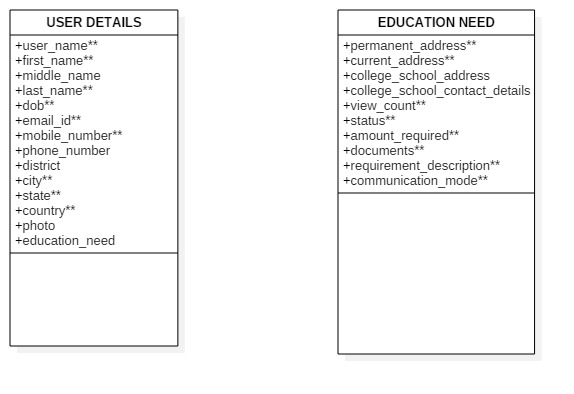 USER DETAILS
+user_name**
+first_name**
+middle_name
+last_name**
+dob**
+email_id**
+mobile_number**
+phone_number
+district
+city**
+state**
+country**
+photo
+education_need
EDUCATION NEED
+permanent_address**
+current_address**
+college_school_address
+college_school_contact_details
+view_count**
+status**
+amount_required**
+documents**
+requirement_description**
+communication_mode**